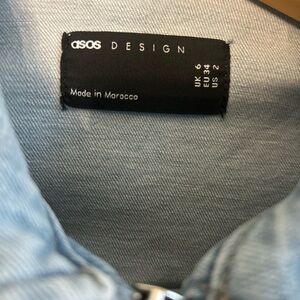 asos DESIGN
Made in Morocco
UK 6
EU 34
US 2